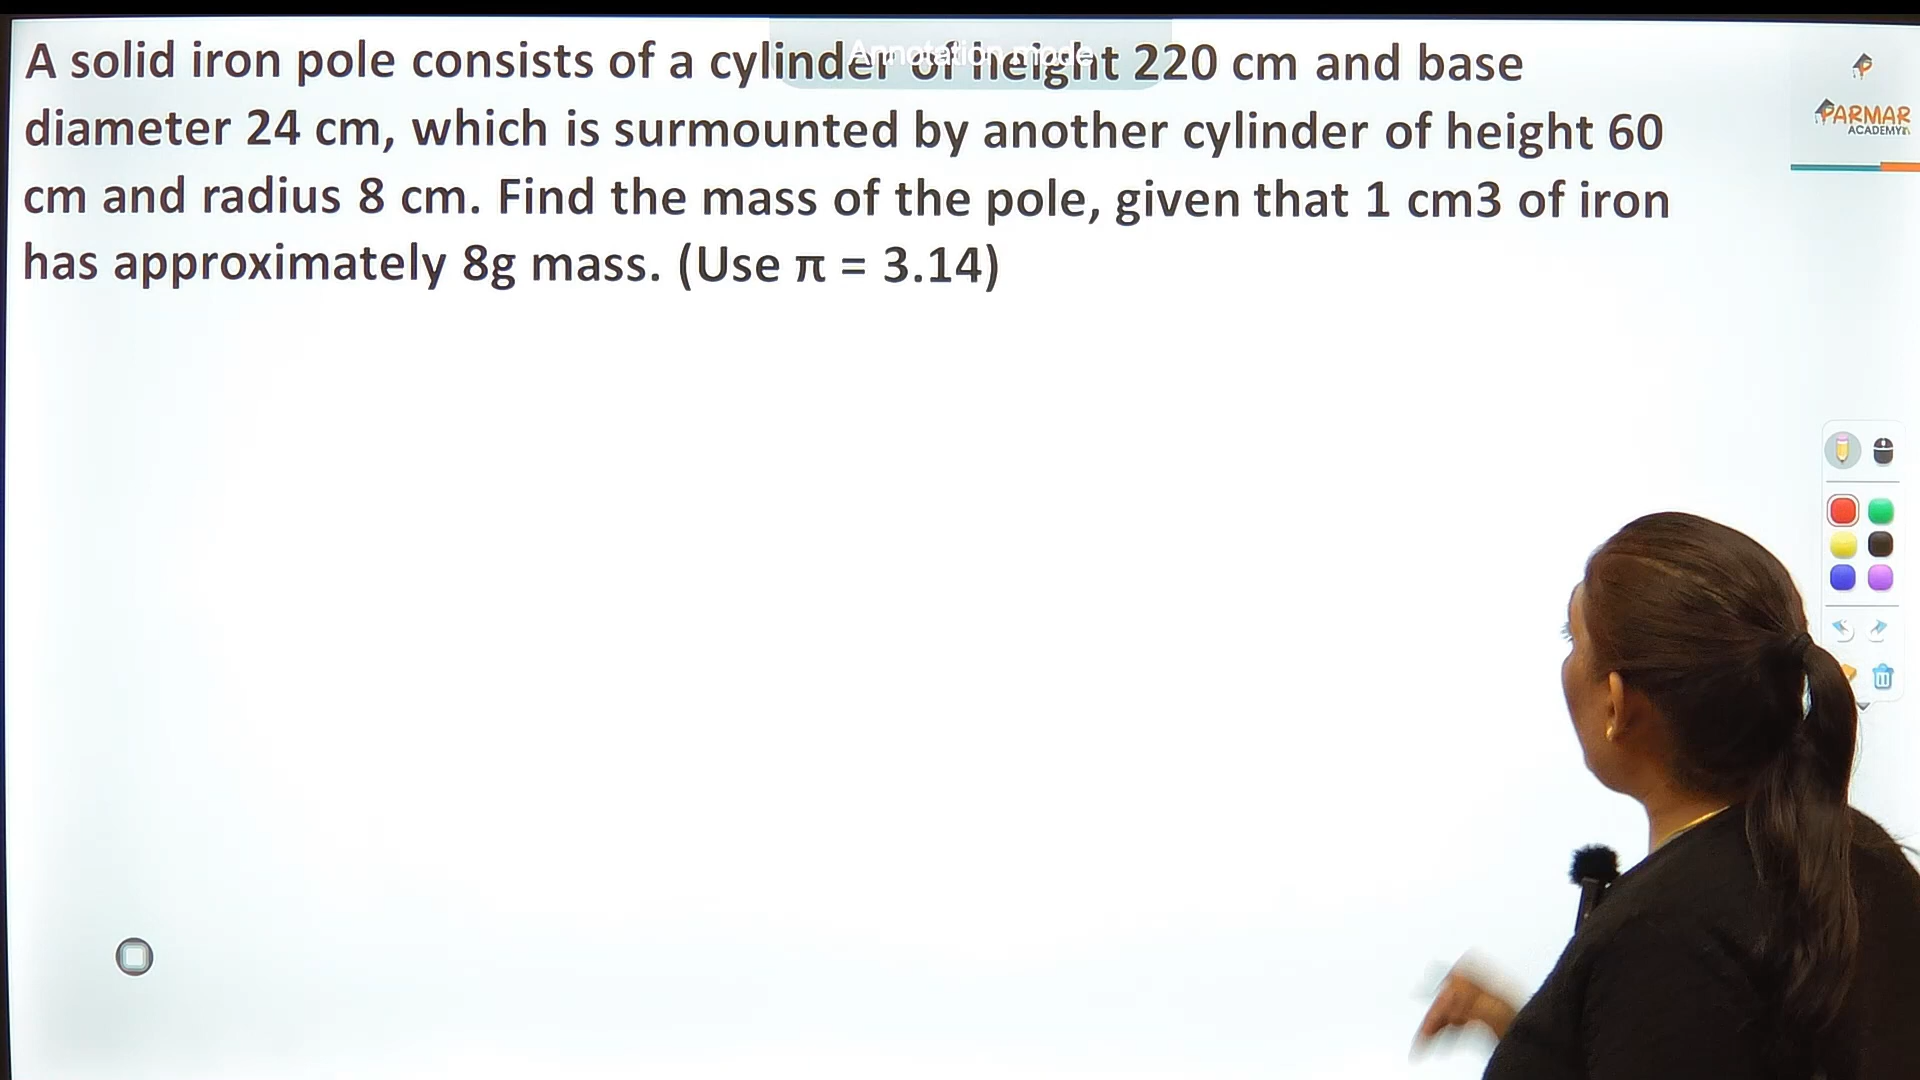 Annotation mode
A solid iron pole consists of a cylinder of height 220 cm and base
diameter 24 cm, which is surmounted by another cylinder of height 60
cm and radius 8 cm. Find the mass of the pole, given that 1 cm3 of iron
has approximately 8g mass. (Use π = 3.14)
PARMAR
ACADEMY